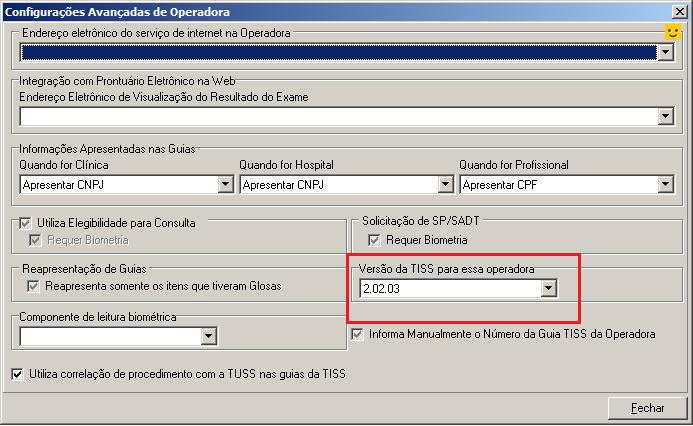 Configurações Avançadas de Operadora
Endereço eletrônico do serviço de internet na Operadora
Integração com Prontuário Eletrônico na Web
Endereço Eletrônico de Visualização do Resultado do Exame
Informações Apresentadas nas Guias
Quando for Clínica Quando for Hospital Quando for Profissional
Apresentar CNPJ Apresentar CNPJ Apresentar CPF
Utiliza Elegibilidade para Consulta Solicitação de SP/SADT
Requer Biometria Requer Biometria
Reapresentação de Guias Versão da TISS para essa operadora
Reapresenta somente os itens que tiveram Glosas 2.02.03
Componente de leitura biométrica
Informa Manualmente o Número da Guia TISS da Operadora
Utiliza correlação de procedimento com a TUSS nas guias da TISS
Fechar